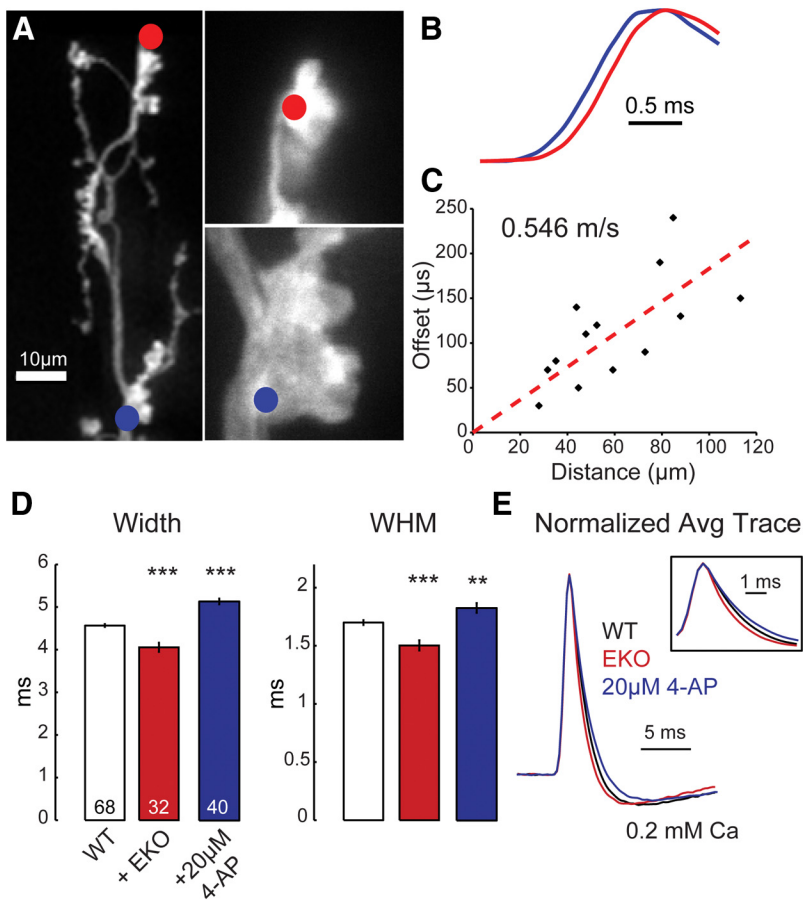 A
10µm
B
0.5 ms
C
0.546 m/s
250
200
150
100
50
0
Offset (µs)
0 20 40 60 80 100 120
Distance (µm)
D
Width
6
5
4
3
2
1
0
ms
68
32
40
WT
+ EKO
+20µM
4-AP
WHM
***
***
2
1.5
1
0.5
0
ms
***
**
E
Normalized Avg Trace
1 ms
WT
EKO
20µM 4-AP
5 ms
0.2 mM Ca